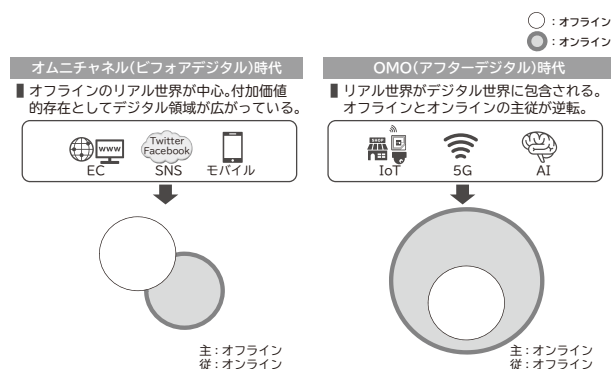 ：オフライン
：オンライン
オムニチャネル(ビフォアデジタル)時代
■ オフラインのリアル世界が中心。付加価値
的存在としてデジタル領域が広がっている。
www
EC
Twitter
Facebook
SNS
モバイル
主：オフライン
従：オンライン
OMO(アフターデジタル)時代
■ リアル世界がデジタル世界に包含される。
オフラインとオンラインの主従が逆転。
SHOP
IoT
5G
AI
主：オンライン
従：オフライン